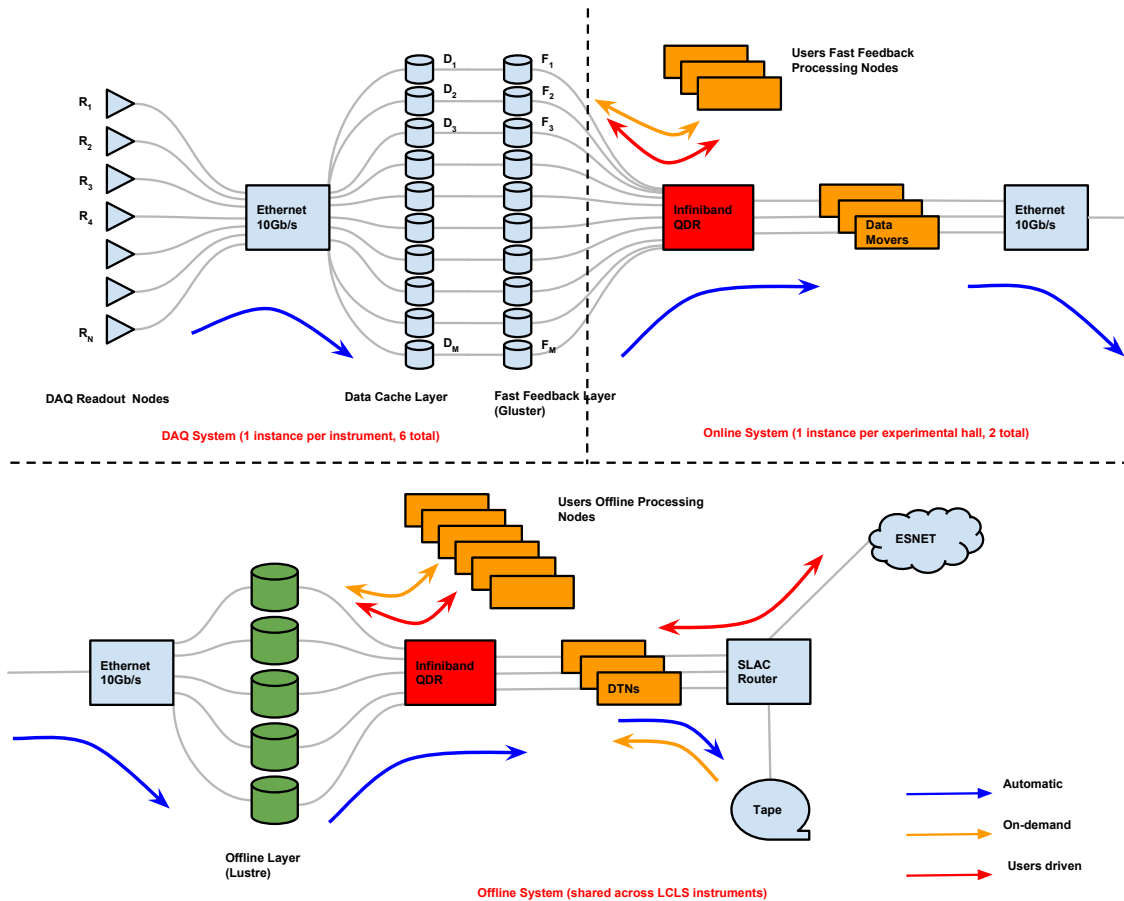 D1
F1
Users Fast Feedback
Processing Nodes
R1
D2
F2
R2
D3
F3
R3
R4
Ethernet
10Gb/s
Infiniband
QDR
Data
Movers
Ethernet
10Gb/s
RN
DM
FM
DAQ Readout Nodes
Data Cache Layer
Fast Feedback Layer
(Gluster)
DAQ System (1 instance per instrument, 6 total)
Online System (1 instance per experimental hall, 2 total)
Users Offline Processing
Nodes
ESNET
Ethernet
10Gb/s
Infiniband
QDR
DTNs
SLAC
Router
Tape
Automatic
On-demand
Users driven
Offline Layer
(Lustre)
Offline System (shared across LCLS instruments)